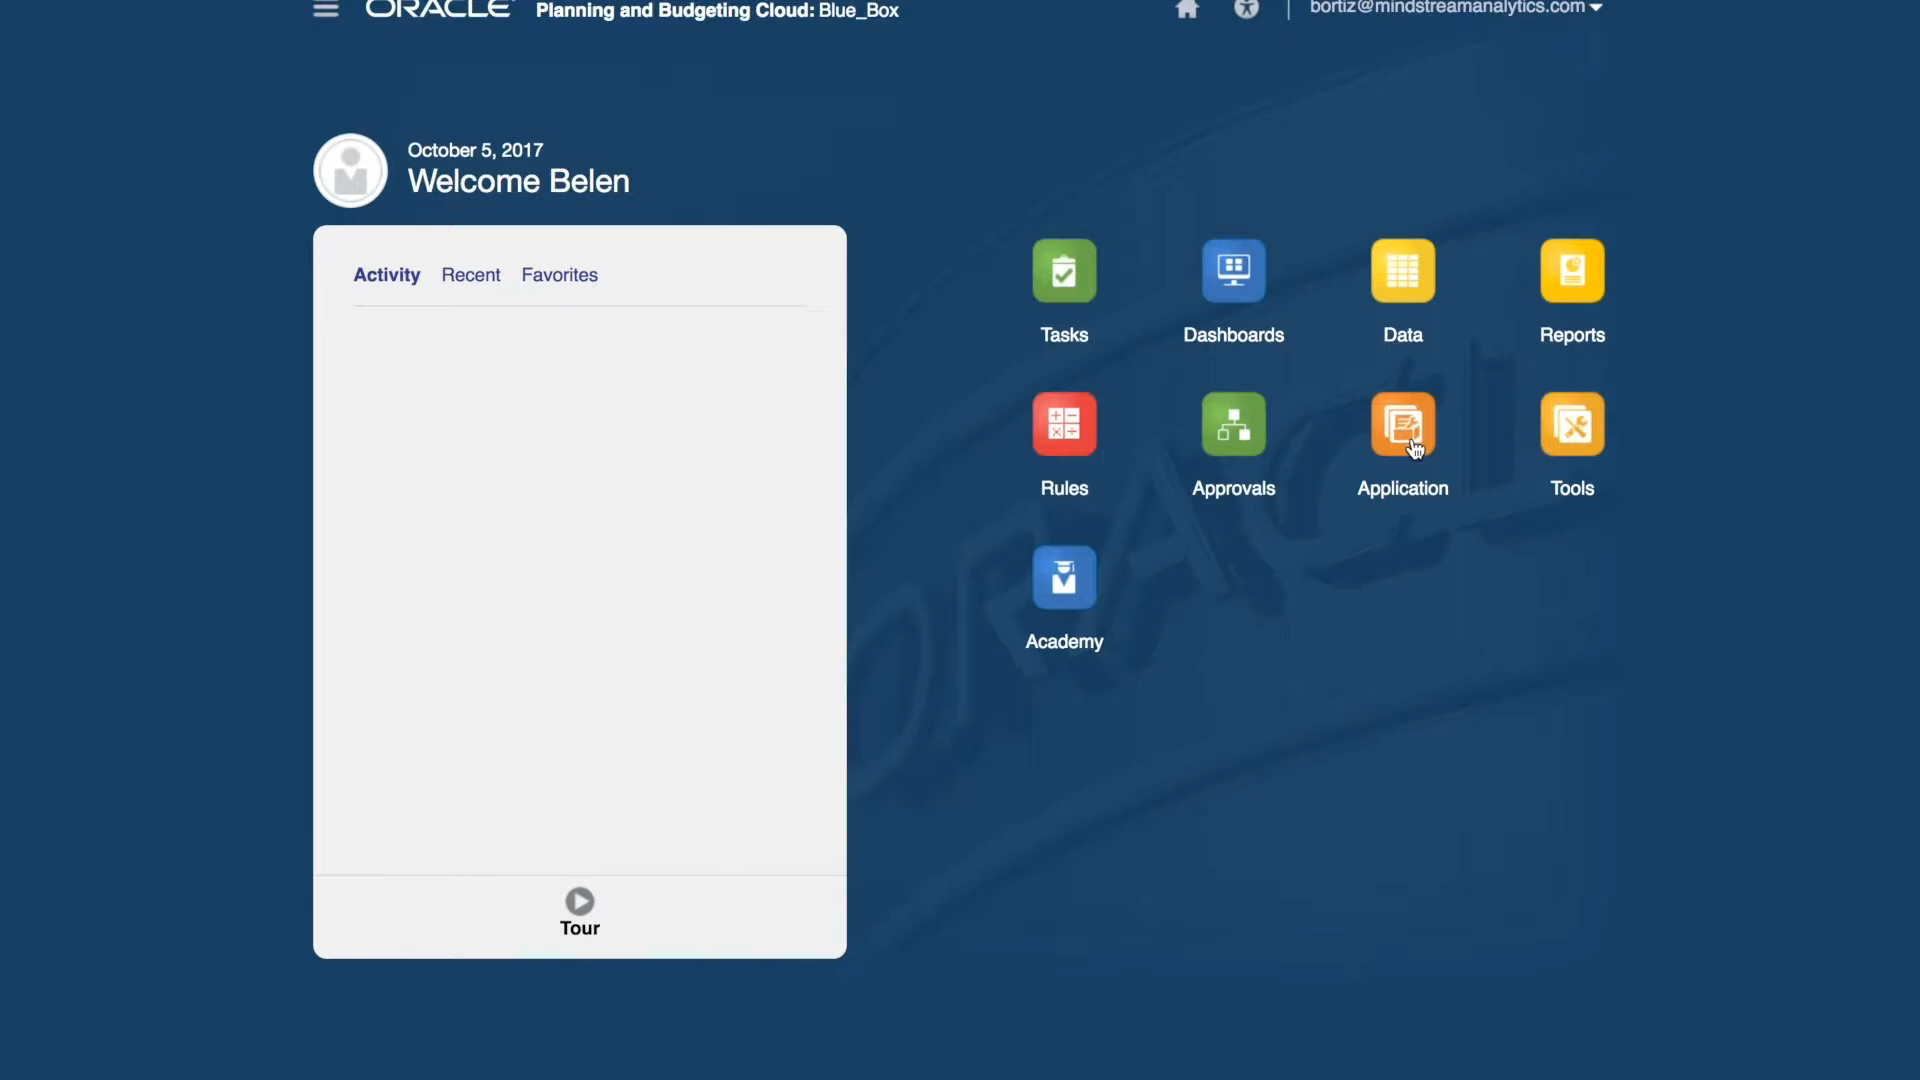 ORACLE Planning and Budgeting Cloud: Blue_Box
bortiz@mindstreamanalytics.com
October 5, 2017
Welcome Belen
Activity Recent Favorites
Tasks Dashboards Data Reports
Rules Approvals Application Tools
Academy
Tour
ORACL